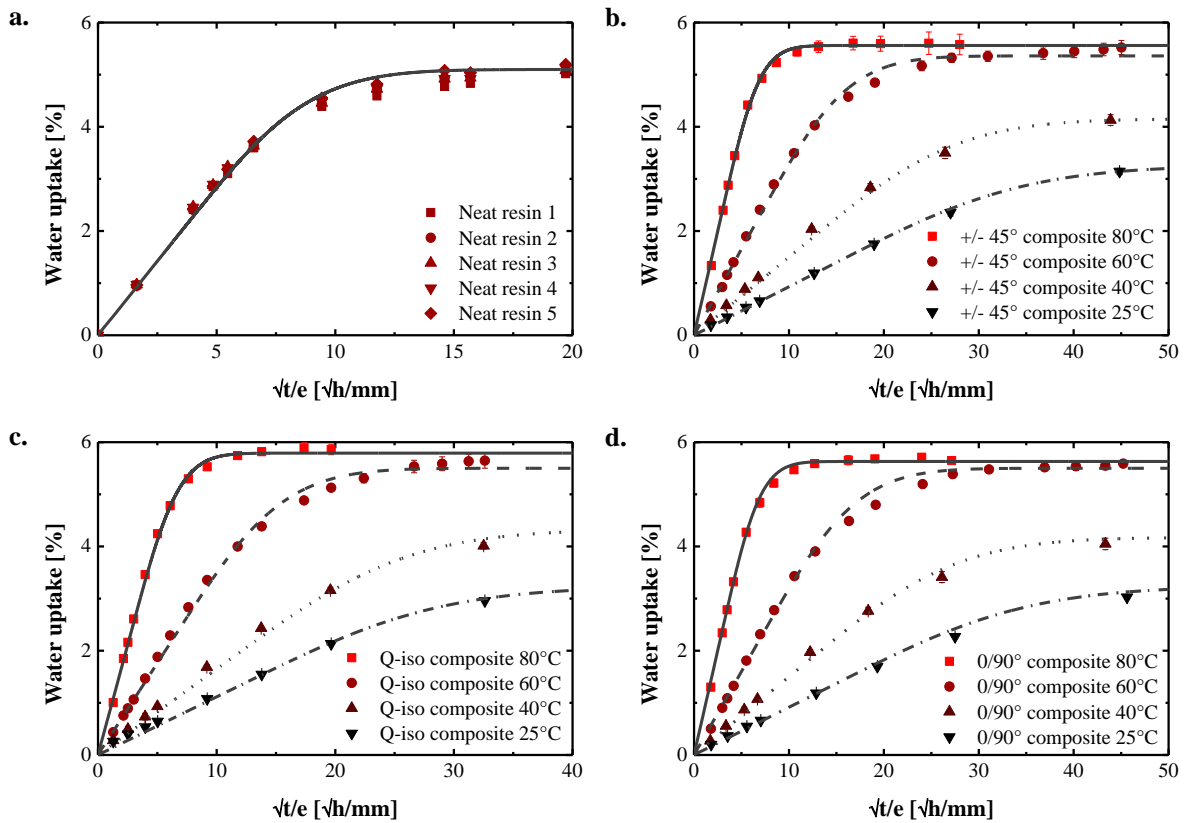 a.
Water uptake [%]
6
4
2
0
0 5 10 15 20
√t/e [√h/mm]
Neat resin 1
Neat resin 2
Neat resin 3
Neat resin 4
Neat resin 5
b.
Water uptake [%]
6
4
2
0
0 10 20 30 40 50
√t/e [√h/mm]
+/- 45° composite 80°C
+/- 45° composite 60°C
+/- 45° composite 40°C
+/- 45° composite 25°C
c.
Water uptake [%]
6
4
2
0
0 10 20 30 40
√t/e [√h/mm]
Q-iso composite 80°C
Q-iso composite 60°C
Q-iso composite 40°C
Q-iso composite 25°C
d.
Water uptake [%]
6
4
2
0
0 10 20 30 40 50
√t/e [√h/mm]
0/90° composite 80°C
0/90° composite 60°C
0/90° composite 40°C
0/90° composite 25°C